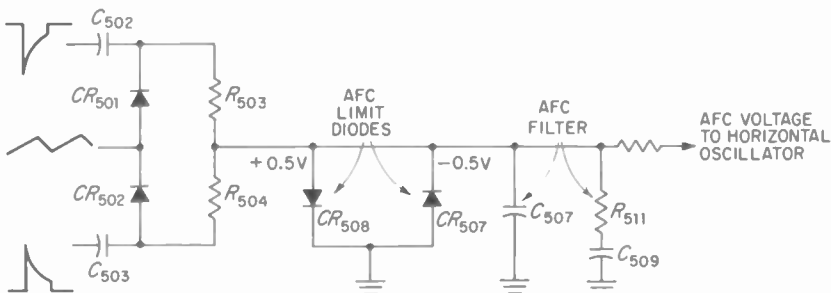 C502
CR501
R503
AFC
LIMIT
DIODES
AFC
FILTER
AFC VOLTAGE
TO HORIZONTAL
OSCILLATOR
+0.5V
−0.5V
CR502
R504
CR508
CR507
C507
R511
C503
C509